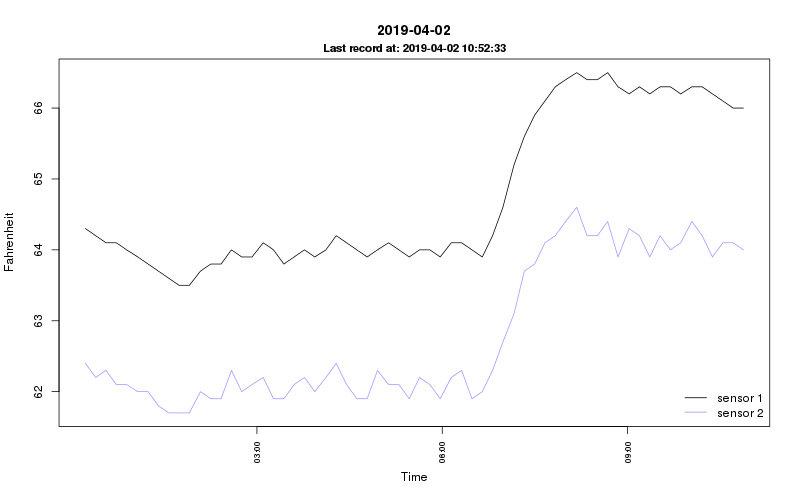 2019-04-02
Last record at: 2019-04-02 10:52:33
Fahrenheit
66
65
64
63
62
sensor 1
sensor 2
03:00
06:00
09:00
Time